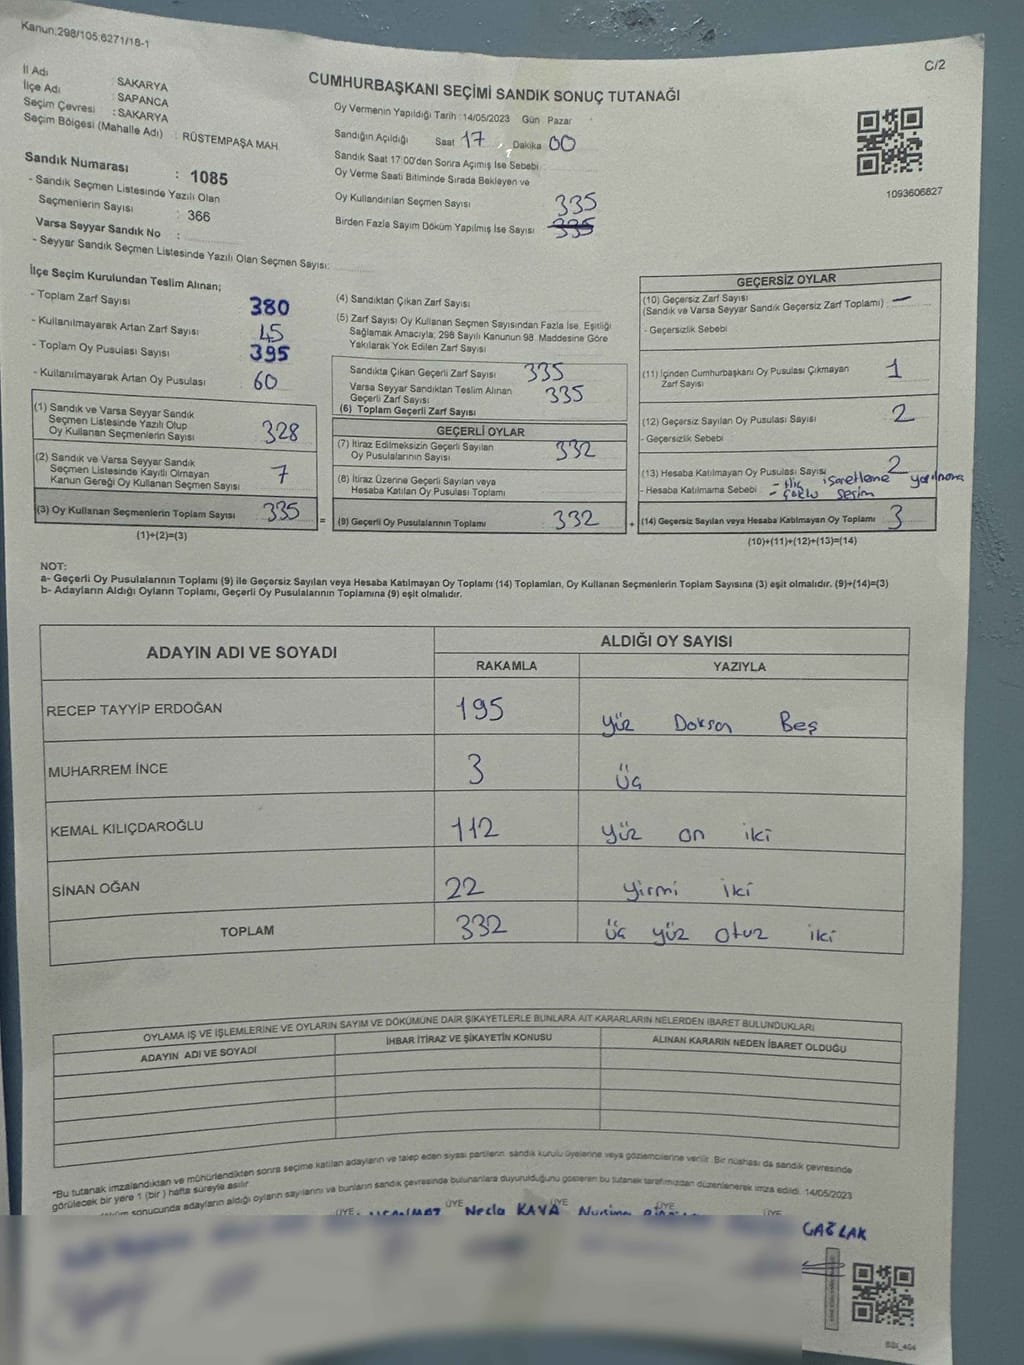 Kanun:298/105;6271/18-1
C/2
İl Adı : SAKARYA
İlçe Adı : SAPANCA
Seçim Çevresi : SAKARYA
Seçim Bölgesi (Mahalle Adı) : RÜSTEMPAŞA MAH
Sandık Numarası : 1085
- Sandık Seçmen Listesinde Yazılı Olan
Seçmenlerin Sayısı : 366
Varsa Seyyar Sandık No :
- Seyyar Sandık Seçmen Listesinde Yazılı Olan Seçmen Sayısı:
CUMHURBAŞKANI SEÇİMİ SANDIK SONUÇ TUTANAĞI
Oy Vermenin Yapıldığı Tarih : 14/05/2023 Gün Pazar
Sandığın Açıldığı Saat 17 Dakika 00
Sandık Saat 17:00'den Sonra Açımış İse Sebebi
Oy Verme Saati Bitiminde Sırada Bekleyen ve
Oy Kullandırılan Seçmen Sayısı 335
Birden Fazla Sayım Döküm Yapılmış İse Sayısı 335
1093606827
İlçe Seçim Kurulundan Teslim Alınan;
- Toplam Zarf Sayısı 380
- Kullanılmayarak Artan Zarf Sayısı 45
- Toplam Oy Pusulası Sayısı 395
- Kullanılmayarak Artan Oy Pusulası 60
(1) Sandık ve Varsa Seyyar Sandık
Seçmen Listesinde Yazılı Olup
Oy Kullanan Seçmenlerin Sayısı 328
(2) Sandık ve Varsa Seyyar Sandık
Seçmen Listesinde Kayıtlı Olmayan
Kanun Gereği Oy Kullanan Seçmen Sayısı 7
(3) Oy Kullanan Seçmenlerin Toplam Sayısı 335 =
(1)+(2)=(3)
(4) Sandıktan Çıkan Zarf Sayısı
(5) Zarf Sayısı Oy Kullanan Seçmen Sayısından Fazla İse, Eşitliği
Sağlamak Amacıyla; 298 Sayılı Kanunun 98. Maddesine Göre
Yakılarak Yok Edilen Zarf Sayısı
Sandıkta Çıkan Geçerli Zarf Sayısı 335
Varsa Seyyar Sandıktan Teslim Alınan
Geçerli Zarf Sayısı 335
(6) Toplam Geçerli Zarf Sayısı
GEÇERLİ OYLAR
(7) İtiraz Edilmeksizin Geçerli Sayılan
Oy Pusulalarının Sayısı 332
(8) İtiraz Üzerine Geçerli Sayılan veya
Hesaba Katılan Oy Pusulası Toplamı
(9) Geçerli Oy Pusulalarının Toplamı 332 +
GEÇERSİZ OYLAR
(10) Geçersiz Zarf Sayısı
(Sandık ve Varsa Seyyar Sandık Geçersiz Zarf Toplamı) —
- Geçersizlik Sebebi
(11) İçinden Cumhurbaşkanı Oy Pusulası Çıkmayan
Zarf Sayısı 1
(12) Geçersiz Sayılan Oy Pusulası Sayısı 2
- Geçersizlik Sebebi
(13) Hesaba Katılmayan Oy Pusulası Sayısı 2
- Hesaba Katılmama Sebebi - Hiç işaretleme yapılmama
- çoklu seçim
(14) Geçersiz Sayılan veya Hesaba Katılmayan Oy Toplamı 3
(10)+(11)+(12)+(13)=(14)
NOT:
a- Geçerli Oy Pusulalarının Toplamı (9) ile Geçersiz Sayılan veya Hesaba Katılmayan Oy Toplamı (14) Toplamları, Oy Kullanan Seçmenlerin Toplam Sayısına (3) eşit olmalıdır. (9)+(14)=(3)
b- Adayların Aldığı Oyların Toplamı, Geçerli Oy Pusulalarının Toplamına (9) eşit olmalıdır.
ADAYIN ADI VE SOYADI ALDIĞI OY SAYISI
RAKAMLA YAZIYLA
RECEP TAYYİP ERDOĞAN 195 Yüz Doksan Beş
MUHARREM İNCE 3 üç
KEMAL KILIÇDAROĞLU 112 Yüz on iki
SİNAN OĞAN 22 yirmi iki
TOPLAM 332 üç yüz otuz iki
OYLAMA İŞ VE İŞLEMLERİNE VE OYLARIN SAYIM VE DÖKÜMÜNE DAİR ŞİKAYETLERLE BUNLARA AİT KARARLARIN NELERDEN İBARET BULUNDUKLARI
ADAYIN ADI VE SOYADI İHBAR İTİRAZ VE ŞİKAYETİN KONUSU ALINAN KARARIN NEDEN İBARET OLDUĞU
*Bu tutanak imzalandıktan ve mühürlendikten sonra seçime katılan adayların ve talep eden siyasi partilerin sandık kurulu üyelerine veya gözlemcilerine verilir. Bir nüshası da sandık çevresinde
görülecek bir yere 1 (bir) hafta süreyle asılır.
sonucunda adayların aldığı oyların sayılarını ve bunların sandık çevresinde bulunanlara duyurulduğunu gösteren bu tutanak tarafımızdan düzenlenerek imza edildi. 14/05/2023
ÜYE ÜYE ÜYE ÜYE ÜYE
Necla KAVA
ÇAĞLAK